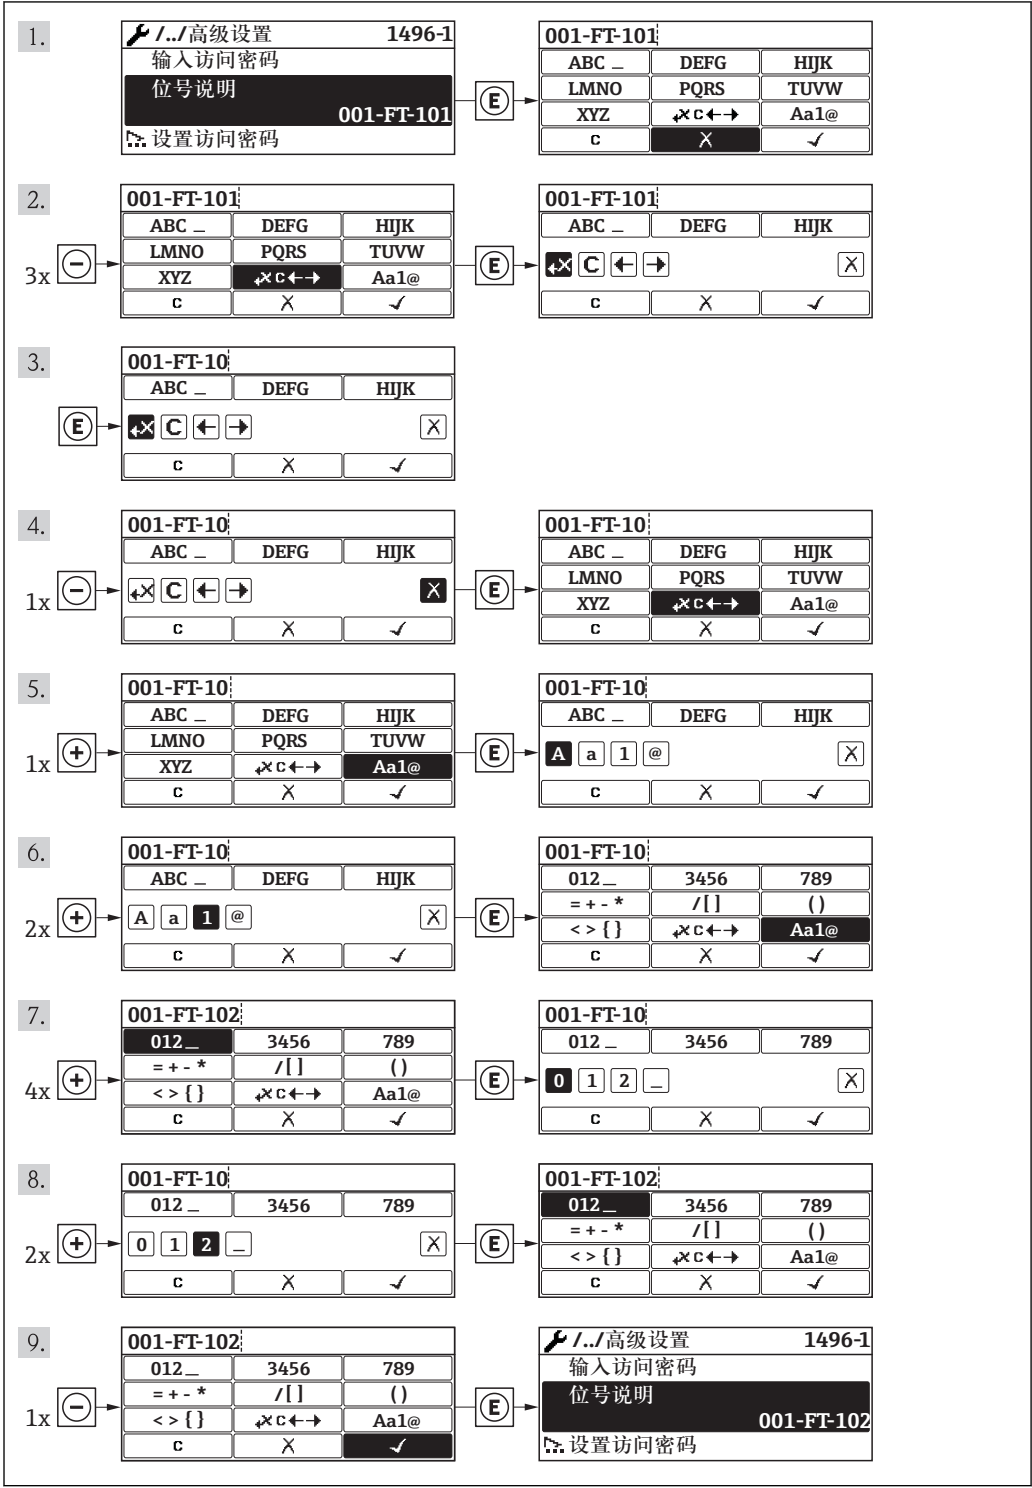 1.
/../高级设置 1496-1
输入访问密码
位号说明
001-FT-101
设置访问密码
E
001-FT-101
ABC _ DEFG HIJK
LMNO PQRS TUVW
XYZ C←→ Aa1@
C X ✓
2.
3x − 
001-FT-101
ABC _ DEFG HIJK
LMNO PQRS TUVW
XYZ C←→ Aa1@
C X ✓
E
001-FT-101
ABC _ DEFG HIJK
C ← → X
C X ✓
3.
E
001-FT-10
ABC _ DEFG HIJK
C ← → X
C X ✓
4.
1x −
001-FT-10
ABC _ DEFG HIJK
C ← → X
C X ✓
E
001-FT-10
ABC _ DEFG HIJK
LMNO PQRS TUVW
XYZ C←→ Aa1@
C X ✓
5.
1x +
001-FT-10
ABC _ DEFG HIJK
LMNO PQRS TUVW
XYZ C←→ Aa1@
C X ✓
E
001-FT-10
ABC _ DEFG HIJK
A a 1 @ X
C X ✓
6.
2x +
001-FT-10
ABC _ DEFG HIJK
A a 1 @ X
C X ✓
E
001-FT-10
012_ 3456 789
= + - * / [ ] ( )
< > { } C←→ Aa1@
C X ✓
7.
4x +
001-FT-102
012_ 3456 789
= + - * / [ ] ( )
< > { } C←→ Aa1@
C X ✓
E
001-FT-10
012 _ 3456 789
0 1 2 _ X
C X ✓
8.
2x +
001-FT-10
012 _ 3456 789
0 1 2 _ X
C X ✓
E
001-FT-102
012_ 3456 789
= + - * / [ ] ( )
< > { } C←→ Aa1@
C X ✓
9.
1x −
001-FT-102
012_ 3456 789
= + - * / [ ] ( )
< > { } C←→ Aa1@
C X ✓
E
/../高级设置 1496-1
输入访问密码
位号说明
001-FT-102
设置访问密码